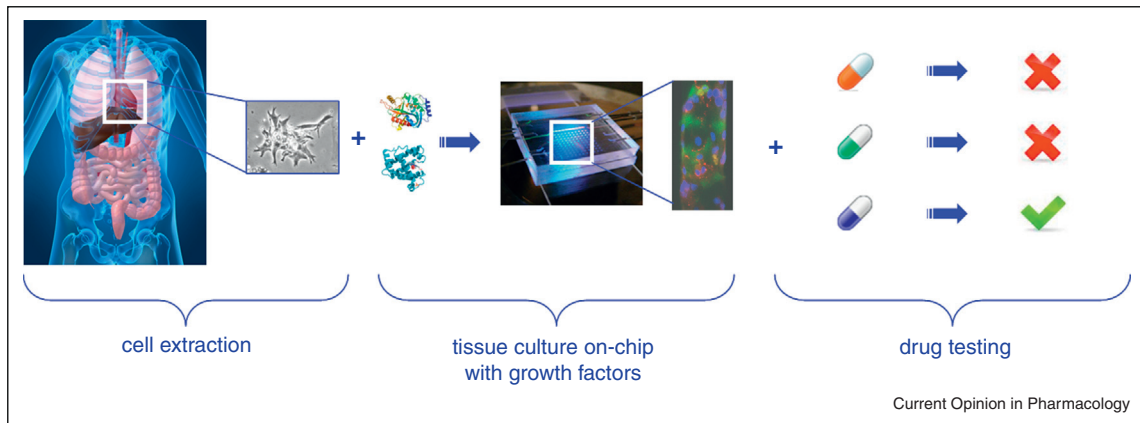 cell extraction
tissue culture on-chip
with growth factors
drug testing
Current Opinion in Pharmacology